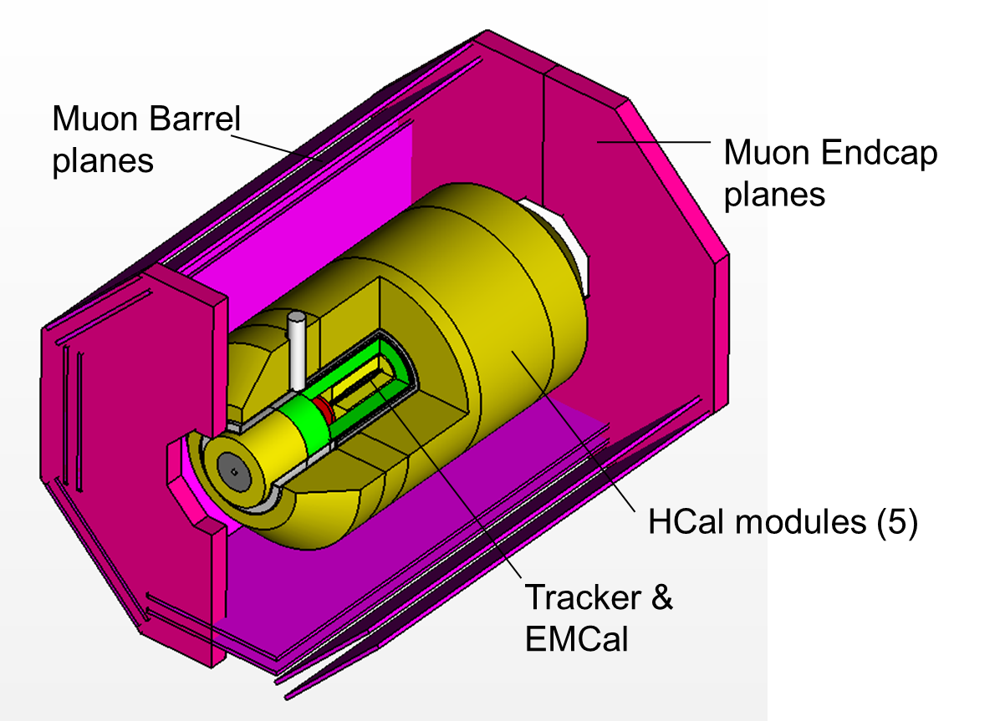 Muon Barrel
planes
Muon Endcap
planes
HCal modules (5)
Tracker &
EMCal